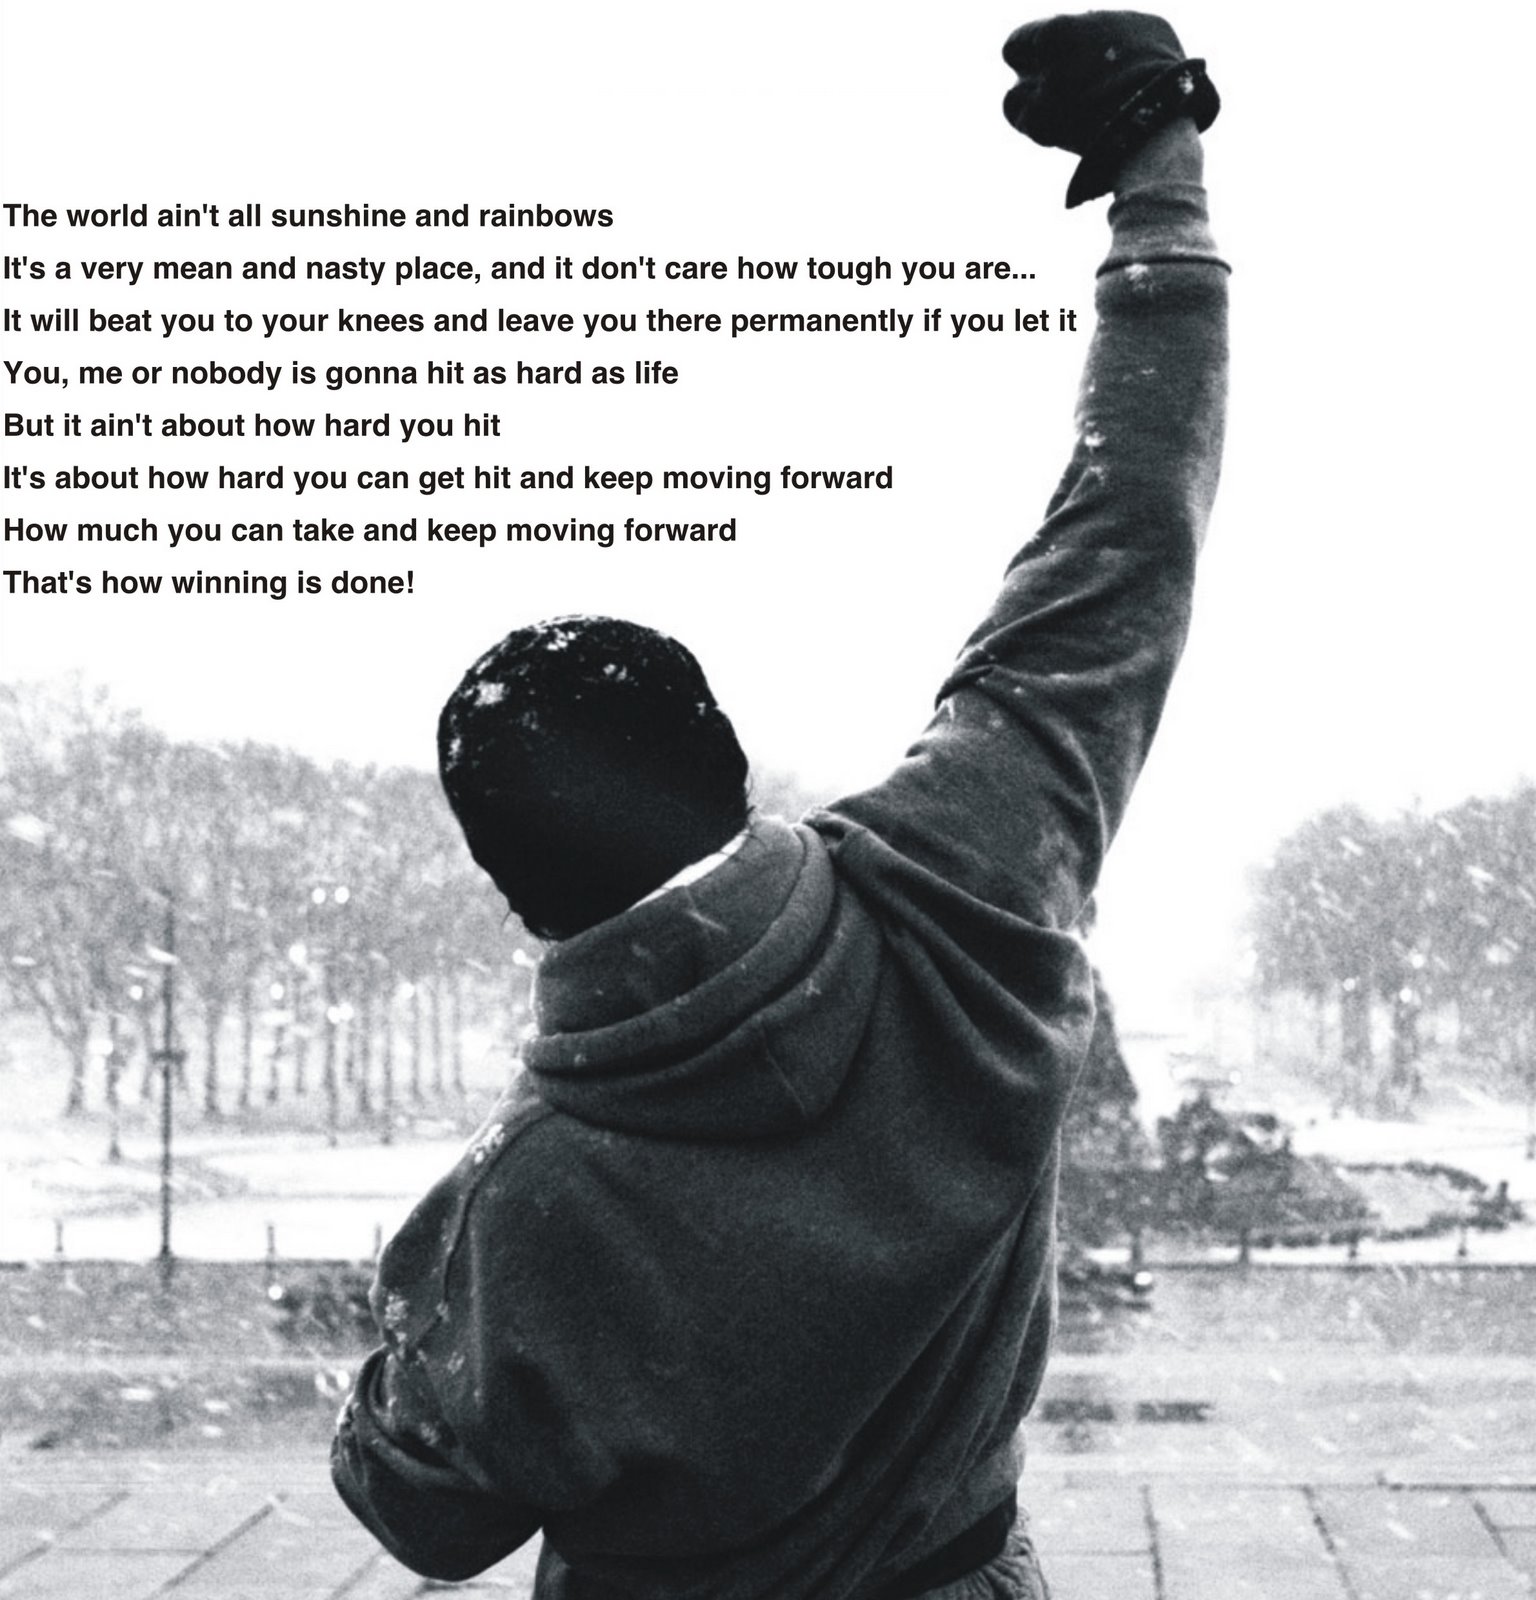 The world ain't all sunshine and rainbows
It's a very mean and nasty place, and it don't care how tough you are...
It will beat you to your knees and leave you there permanently if you let it
You, me or nobody is gonna hit as hard as life
But it ain't about how hard you hit
It's about how hard you can get hit and keep moving forward
How much you can take and keep moving forward
That's how winning is done!